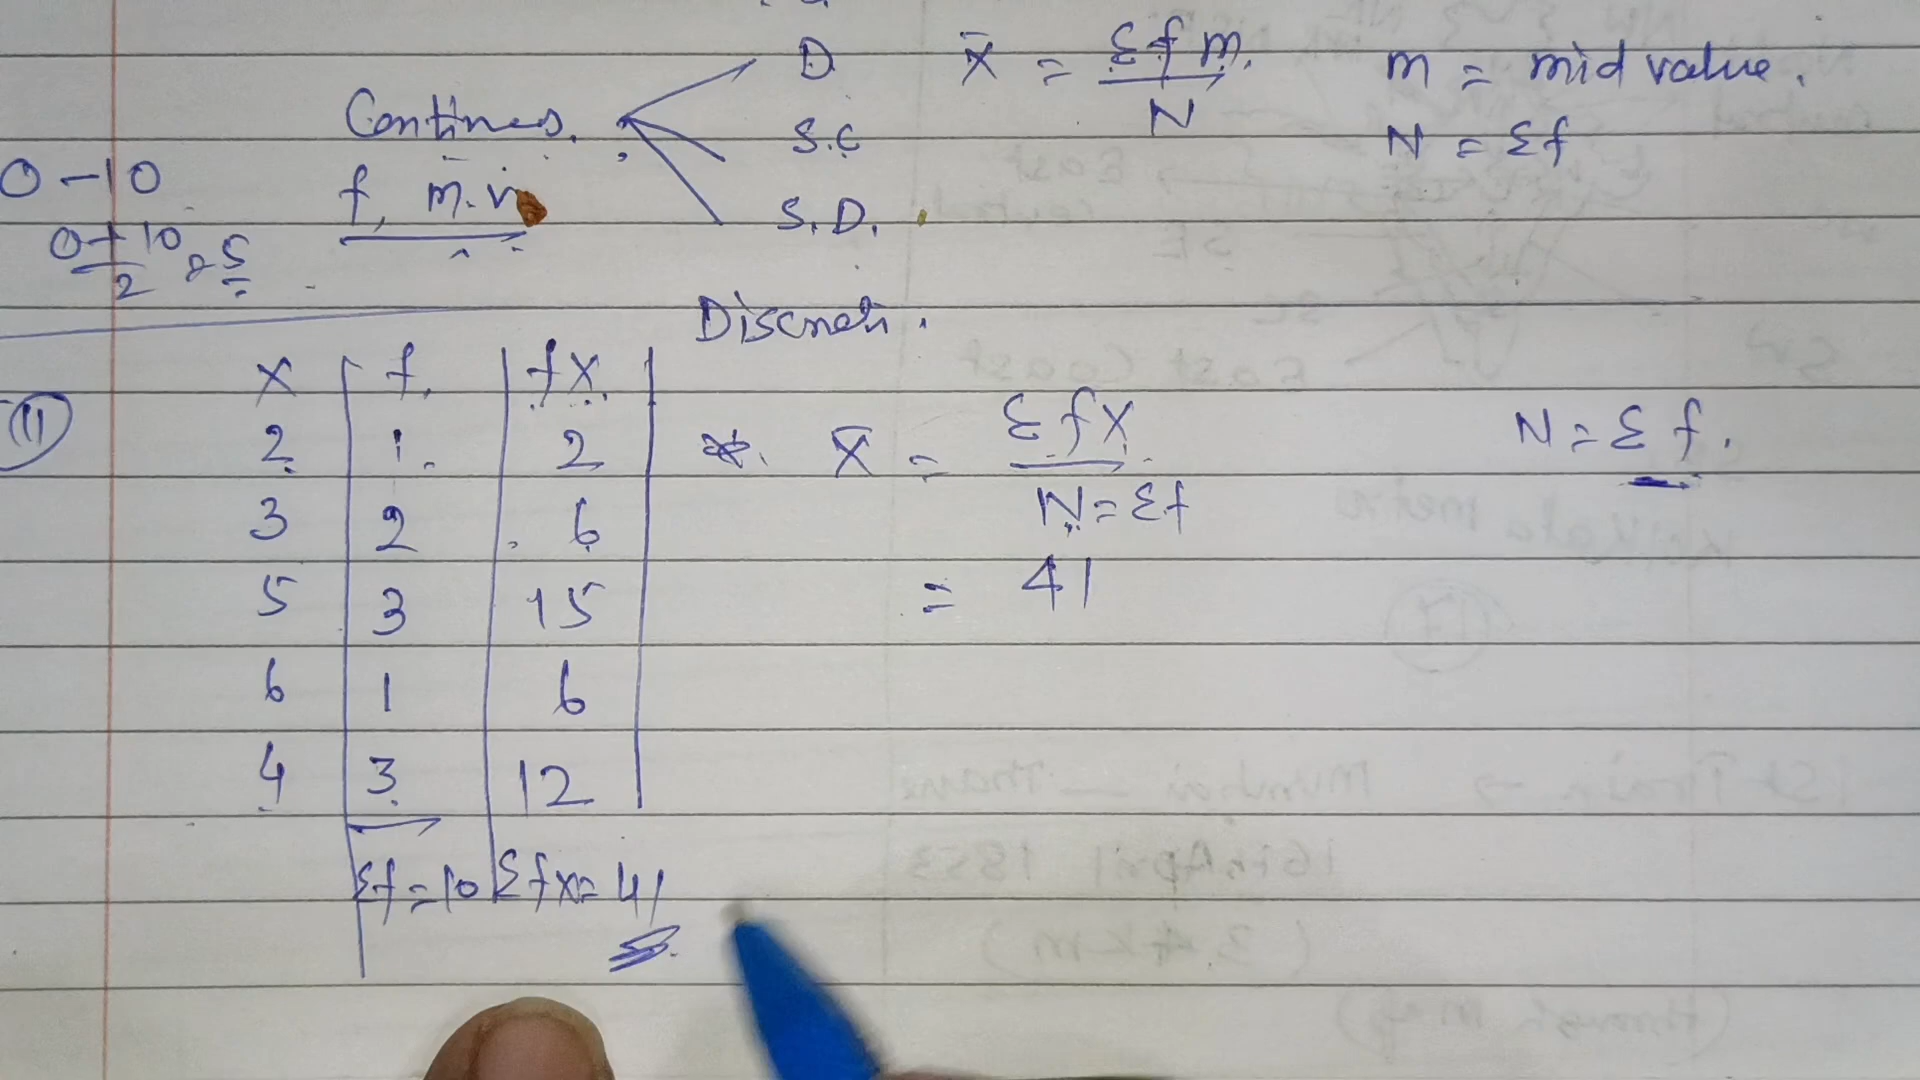 D x̄ = Σfm. / N m = mid value.
Continues. S.C N = Σf
0-10 f, m.v S.D.
0+10 / 2 = 5
Discrete.
X f. fX
(11) 2 1. 2 x̄ = ΣfX / N=Σf N=Σf.
3 2 6
5 3 15 = 41
6 1 6
4 3 12
Σf=10 Σfx=41